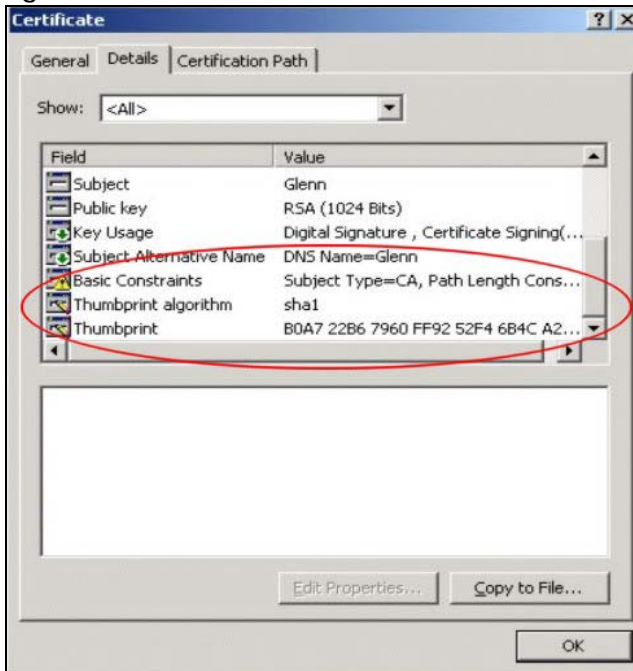 Certificate
General Details Certification Path
Show: <All>
Field Value
Subject Glenn
Public key RSA (1024 Bits)
Key Usage Digital Signature , Certificate Signing(...
Subject Alternative Name DNS Name=Glenn
Basic Constraints Subject Type=CA, Path Length Cons...
Thumbprint algorithm sha1
Thumbprint B0A7 22B6 7960 FF92 52F4 6B4C A2...
Edit Properties... Copy to File...
OK